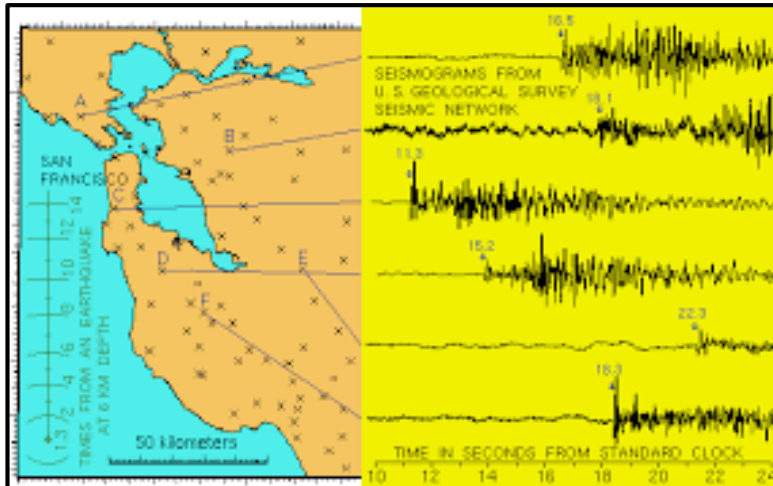 A
B
SAN
FRANCISCO
C
D
E
F
1.3 2 4 6 8 10 12 14
TIMES FROM AN EARTHQUAKE
AT 6 KM DEPTH
50 kilometers
16.5
SEISMOGRAMS FROM
U.S. GEOLOGICAL SURVEY
SEISMIC NETWORK
18.1
11.3
15.2
22.3
18.3
TIME IN SECONDS FROM STANDARD CLOCK
10 12 14 16 18 20 22 24